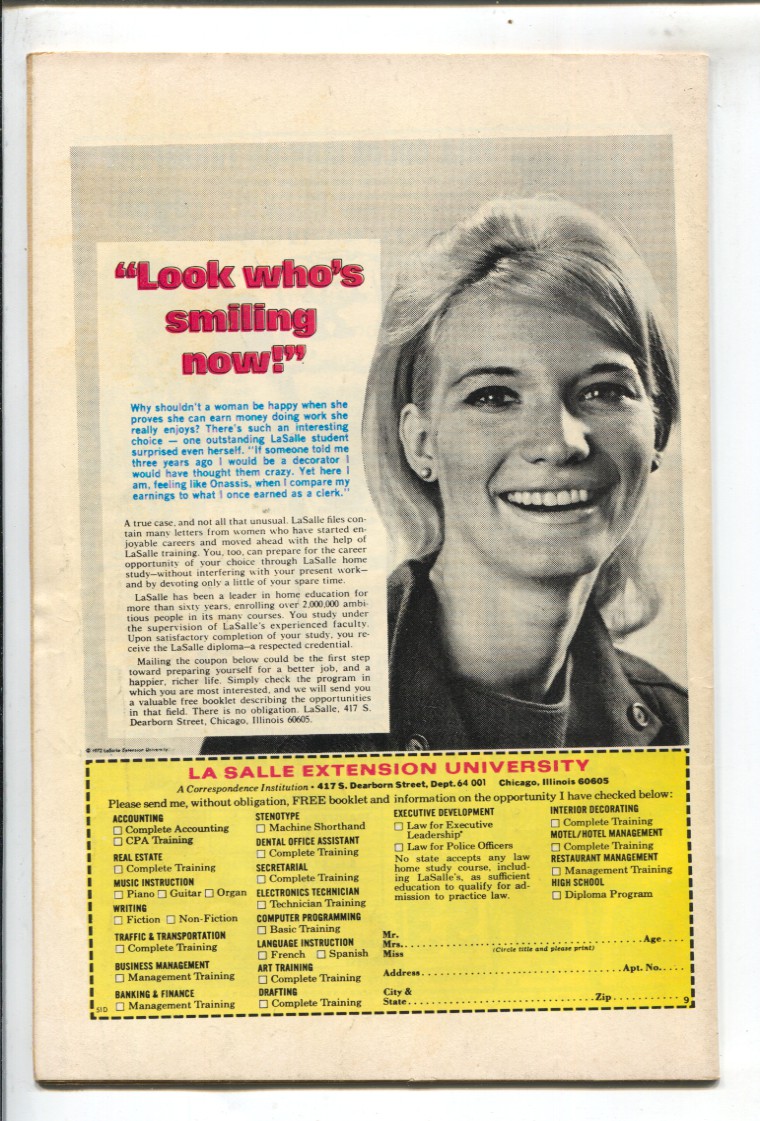 “Look who’s
smiling
now!”
Why shouldn't a woman be happy when she
proves she can earn money doing work she
really enjoys? There's such an interesting
choice — one outstanding LaSalle student
surprised even herself. "If someone told me
three years ago I would be a decorator I
would have thought them crazy. Yet here I
am, feeling like Onassis, when I compare my
earnings to what I once earned as a clerk."
A true case, and not all that unusual. LaSalle files con-
tain many letters from women who have started en-
joyable careers and moved ahead with the help of
LaSalle training. You, too, can prepare for the career
opportunity of your choice through LaSalle home
study—without interfering with your present work—
and by devoting only a little of your spare time.
LaSalle has been a leader in home education for
more than sixty years, enrolling over 2,000,000 ambi-
tious people in its many courses. You study under
the supervision of LaSalle's experienced faculty.
Upon satisfactory completion of your study, you re-
ceive the LaSalle diploma—a respected credential.
Mailing the coupon below could be the first step
toward preparing yourself for a better job, and a
happier, richer life. Simply check the program in
which you are most interested, and we will send you
a valuable free booklet describing the opportunities
in that field. There is no obligation. LaSalle, 417 S.
Dearborn Street, Chicago, Illinois 60605.
© 1972 LaSalle Extension University
LA SALLE EXTENSION UNIVERSITY
A Correspondence Institution • 417 S. Dearborn Street, Dept. 64 001 Chicago, Illinois 60605
Please send me, without obligation, FREE booklet and information on the opportunity I have checked below:
ACCOUNTING
☐ Complete Accounting
☐ CPA Training
REAL ESTATE
☐ Complete Training
MUSIC INSTRUCTION
☐ Piano ☐ Guitar ☐ Organ
WRITING
☐ Fiction ☐ Non-Fiction
TRAFFIC & TRANSPORTATION
☐ Complete Training
BUSINESS MANAGEMENT
☐ Management Training
BANKING & FINANCE
☐ Management Training
51D
STENOTYPE
☐ Machine Shorthand
DENTAL OFFICE ASSISTANT
☐ Complete Training
SECRETARIAL
☐ Complete Training
ELECTRONICS TECHNICIAN
☐ Technician Training
COMPUTER PROGRAMMING
☐ Basic Training
LANGUAGE INSTRUCTION
☐ French ☐ Spanish
ART TRAINING
☐ Complete Training
DRAFTING
☐ Complete Training
EXECUTIVE DEVELOPMENT
☐ Law for Executive
Leadership*
☐ Law for Police Officers
No state accepts any law
home study course, includ-
ing LaSalle's, as sufficient
education to qualify for ad-
mission to practice law.
INTERIOR DECORATING
☐ Complete Training
MOTEL/HOTEL MANAGEMENT
☐ Complete Training
RESTAURANT MANAGEMENT
☐ Management Training
HIGH SCHOOL
☐ Diploma Program
Mr.
Mrs. ........ Age....
Miss (Circle title and please print)
Address........ Apt. No.....
City &
State........ Zip........ 9